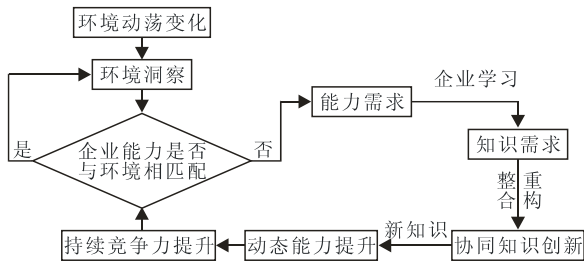 环境动荡变化
环境洞察
企业学习
能力需求
是
企业能力是否
与环境相匹配
否
知识需求
整合
重构
新知识
持续竞争力提升
动态能力提升
协同知识创新